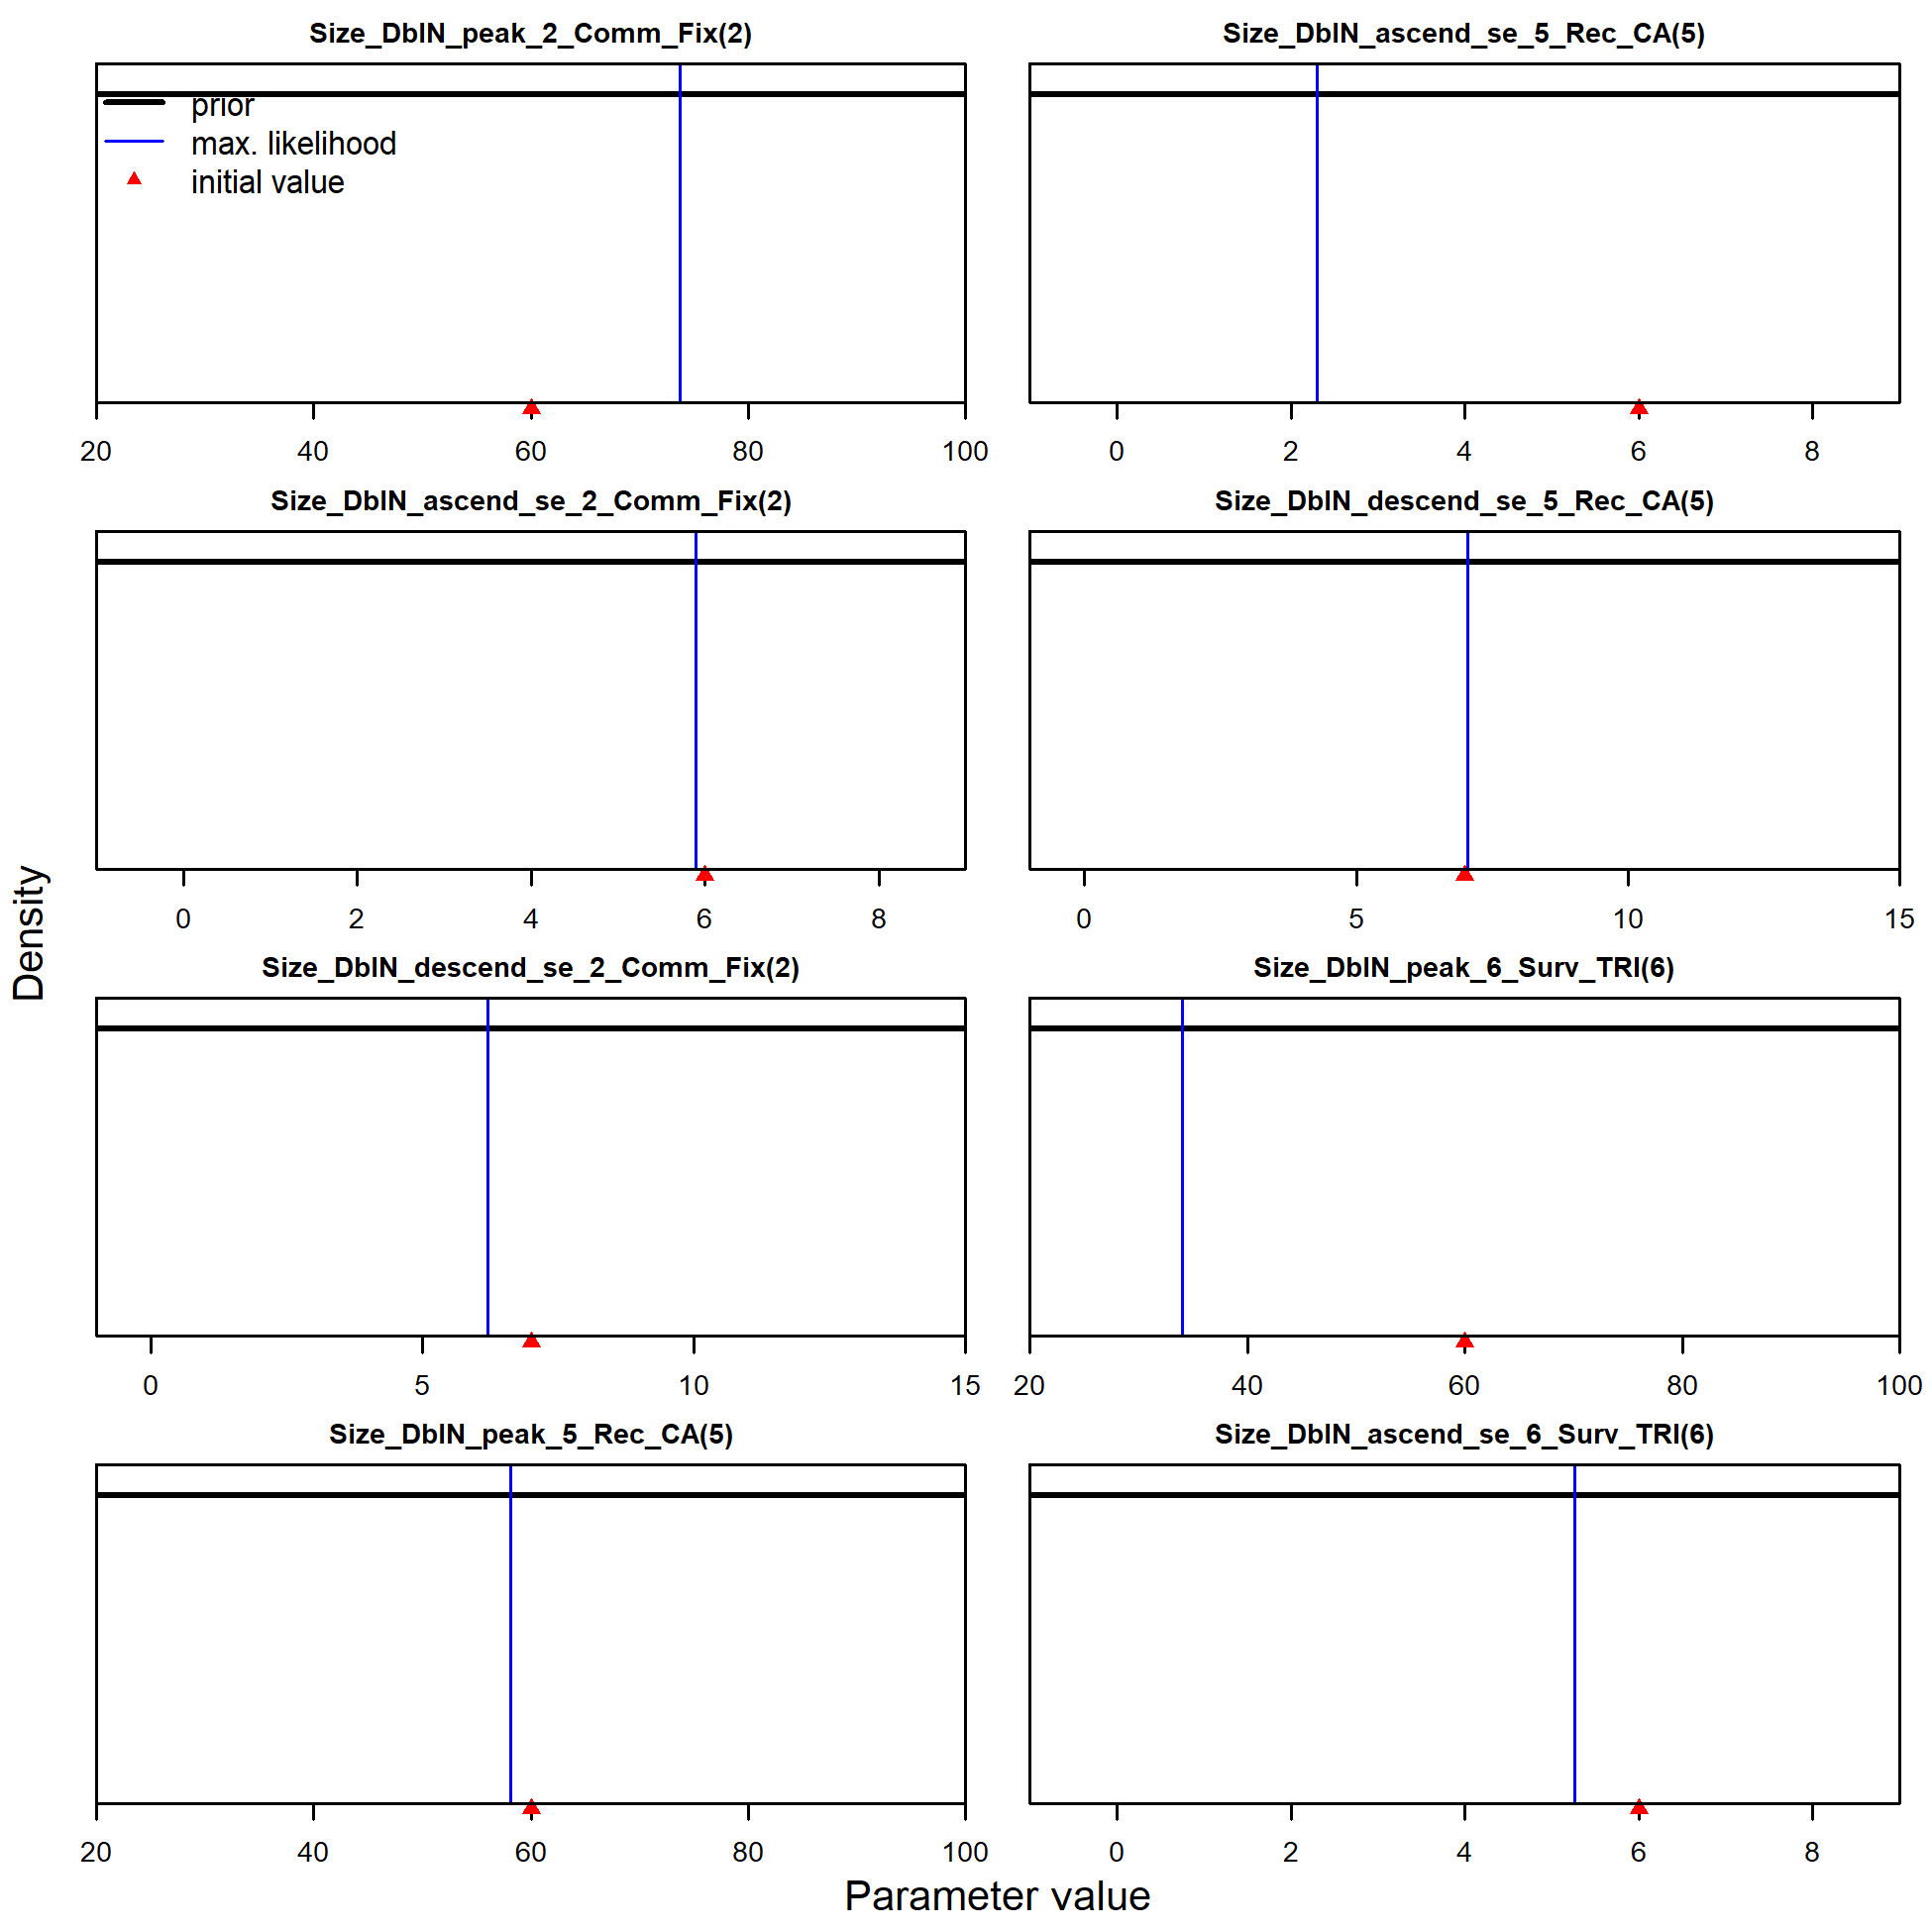 Size_DblN_peak_2_Comm_Fix(2)
prior
max. likelihood
initial value
20 40 60 80 100
Size_DblN_ascend_se_5_Rec_CA(5)
0 2 4 6 8
Size_DblN_ascend_se_2_Comm_Fix(2)
0 2 4 6 8
Size_DblN_descend_se_5_Rec_CA(5)
0 5 10 15
Size_DblN_descend_se_2_Comm_Fix(2)
0 5 10 15
Size_DblN_peak_6_Surv_TRI(6)
20 40 60 80 100
Size_DblN_peak_5_Rec_CA(5)
20 40 60 80 100
Size_DblN_ascend_se_6_Surv_TRI(6)
0 2 4 6 8
Density
Parameter value